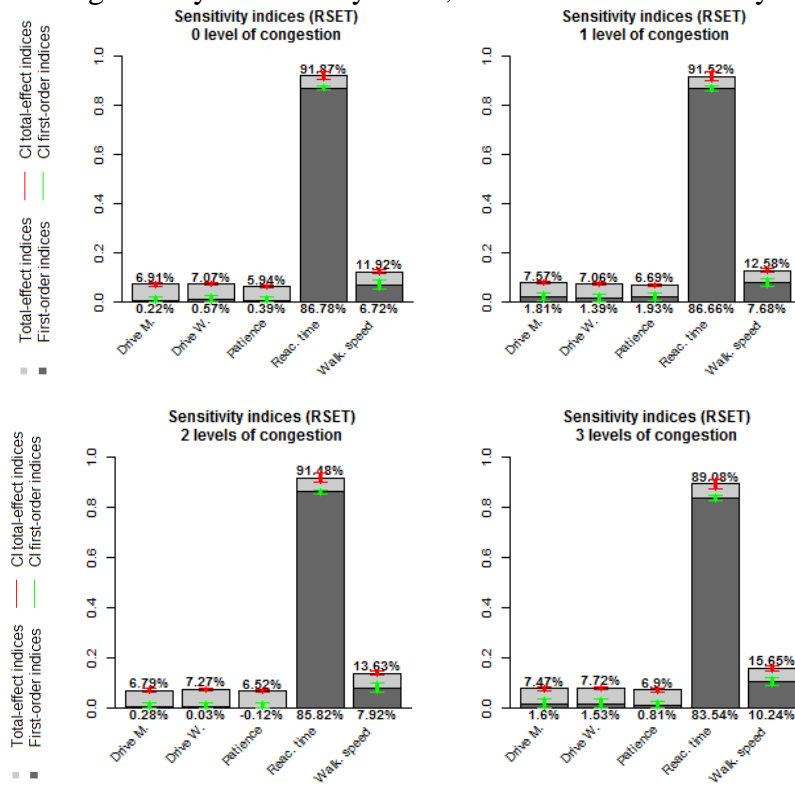 Sensitivity indices (RSET)
0 level of congestion
Total-effect indices
First-order indices
CI total-effect indices
CI first-order indices
1.0
0.8
0.6
0.4
0.2
0.0
6.91%
7.07%
5.94%
91.87%
11.92%
0.22%
0.57%
0.39%
86.78%
6.72%
Drive M.
Drive W.
Patience
Reac. time
Walk. speed
Sensitivity indices (RSET)
1 level of congestion
1.0
0.8
0.6
0.4
0.2
0.0
7.57%
7.06%
6.69%
91.52%
12.58%
1.81%
1.39%
1.93%
86.66%
7.68%
Drive M.
Drive W.
Patience
Reac. time
Walk. speed
Sensitivity indices (RSET)
2 levels of congestion
Total-effect indices
First-order indices
CI total-effect indices
CI first-order indices
1.0
0.8
0.6
0.4
0.2
0.0
6.79%
7.27%
6.52%
91.48%
13.63%
0.28%
0.03%
-0.12%
85.82%
7.92%
Drive M.
Drive W.
Patience
Reac. time
Walk. speed
Sensitivity indices (RSET)
3 levels of congestion
1.0
0.8
0.6
0.4
0.2
0.0
7.47%
7.72%
6.9%
89.08%
15.65%
1.6%
1.53%
0.81%
83.54%
10.24%
Drive M.
Drive W.
Patience
Reac. time
Walk. speed